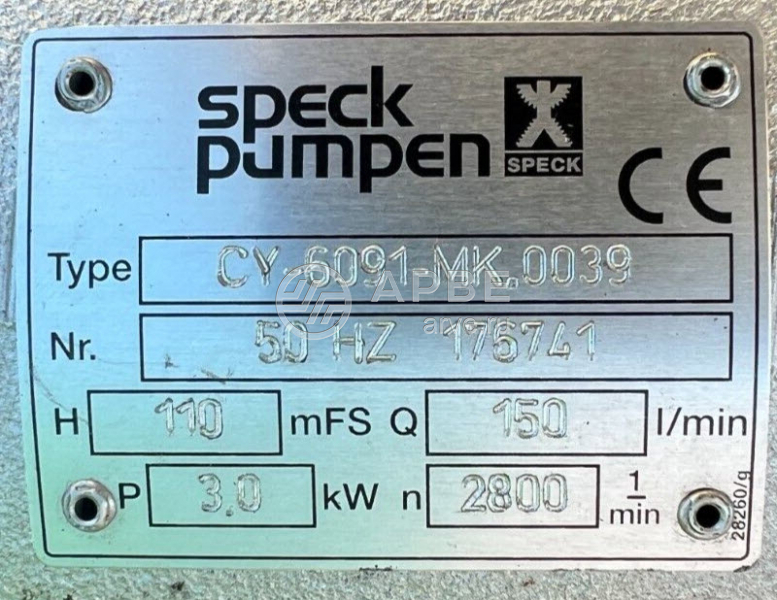 speck
pumpen
SPECK
CE
Type CY-6091-MK.0039
АРВЕ
Nr. 50 HZ 176741
H 110 mFS Q 150 l/min
P 3.0 kW n 2800 1/min
28260/g